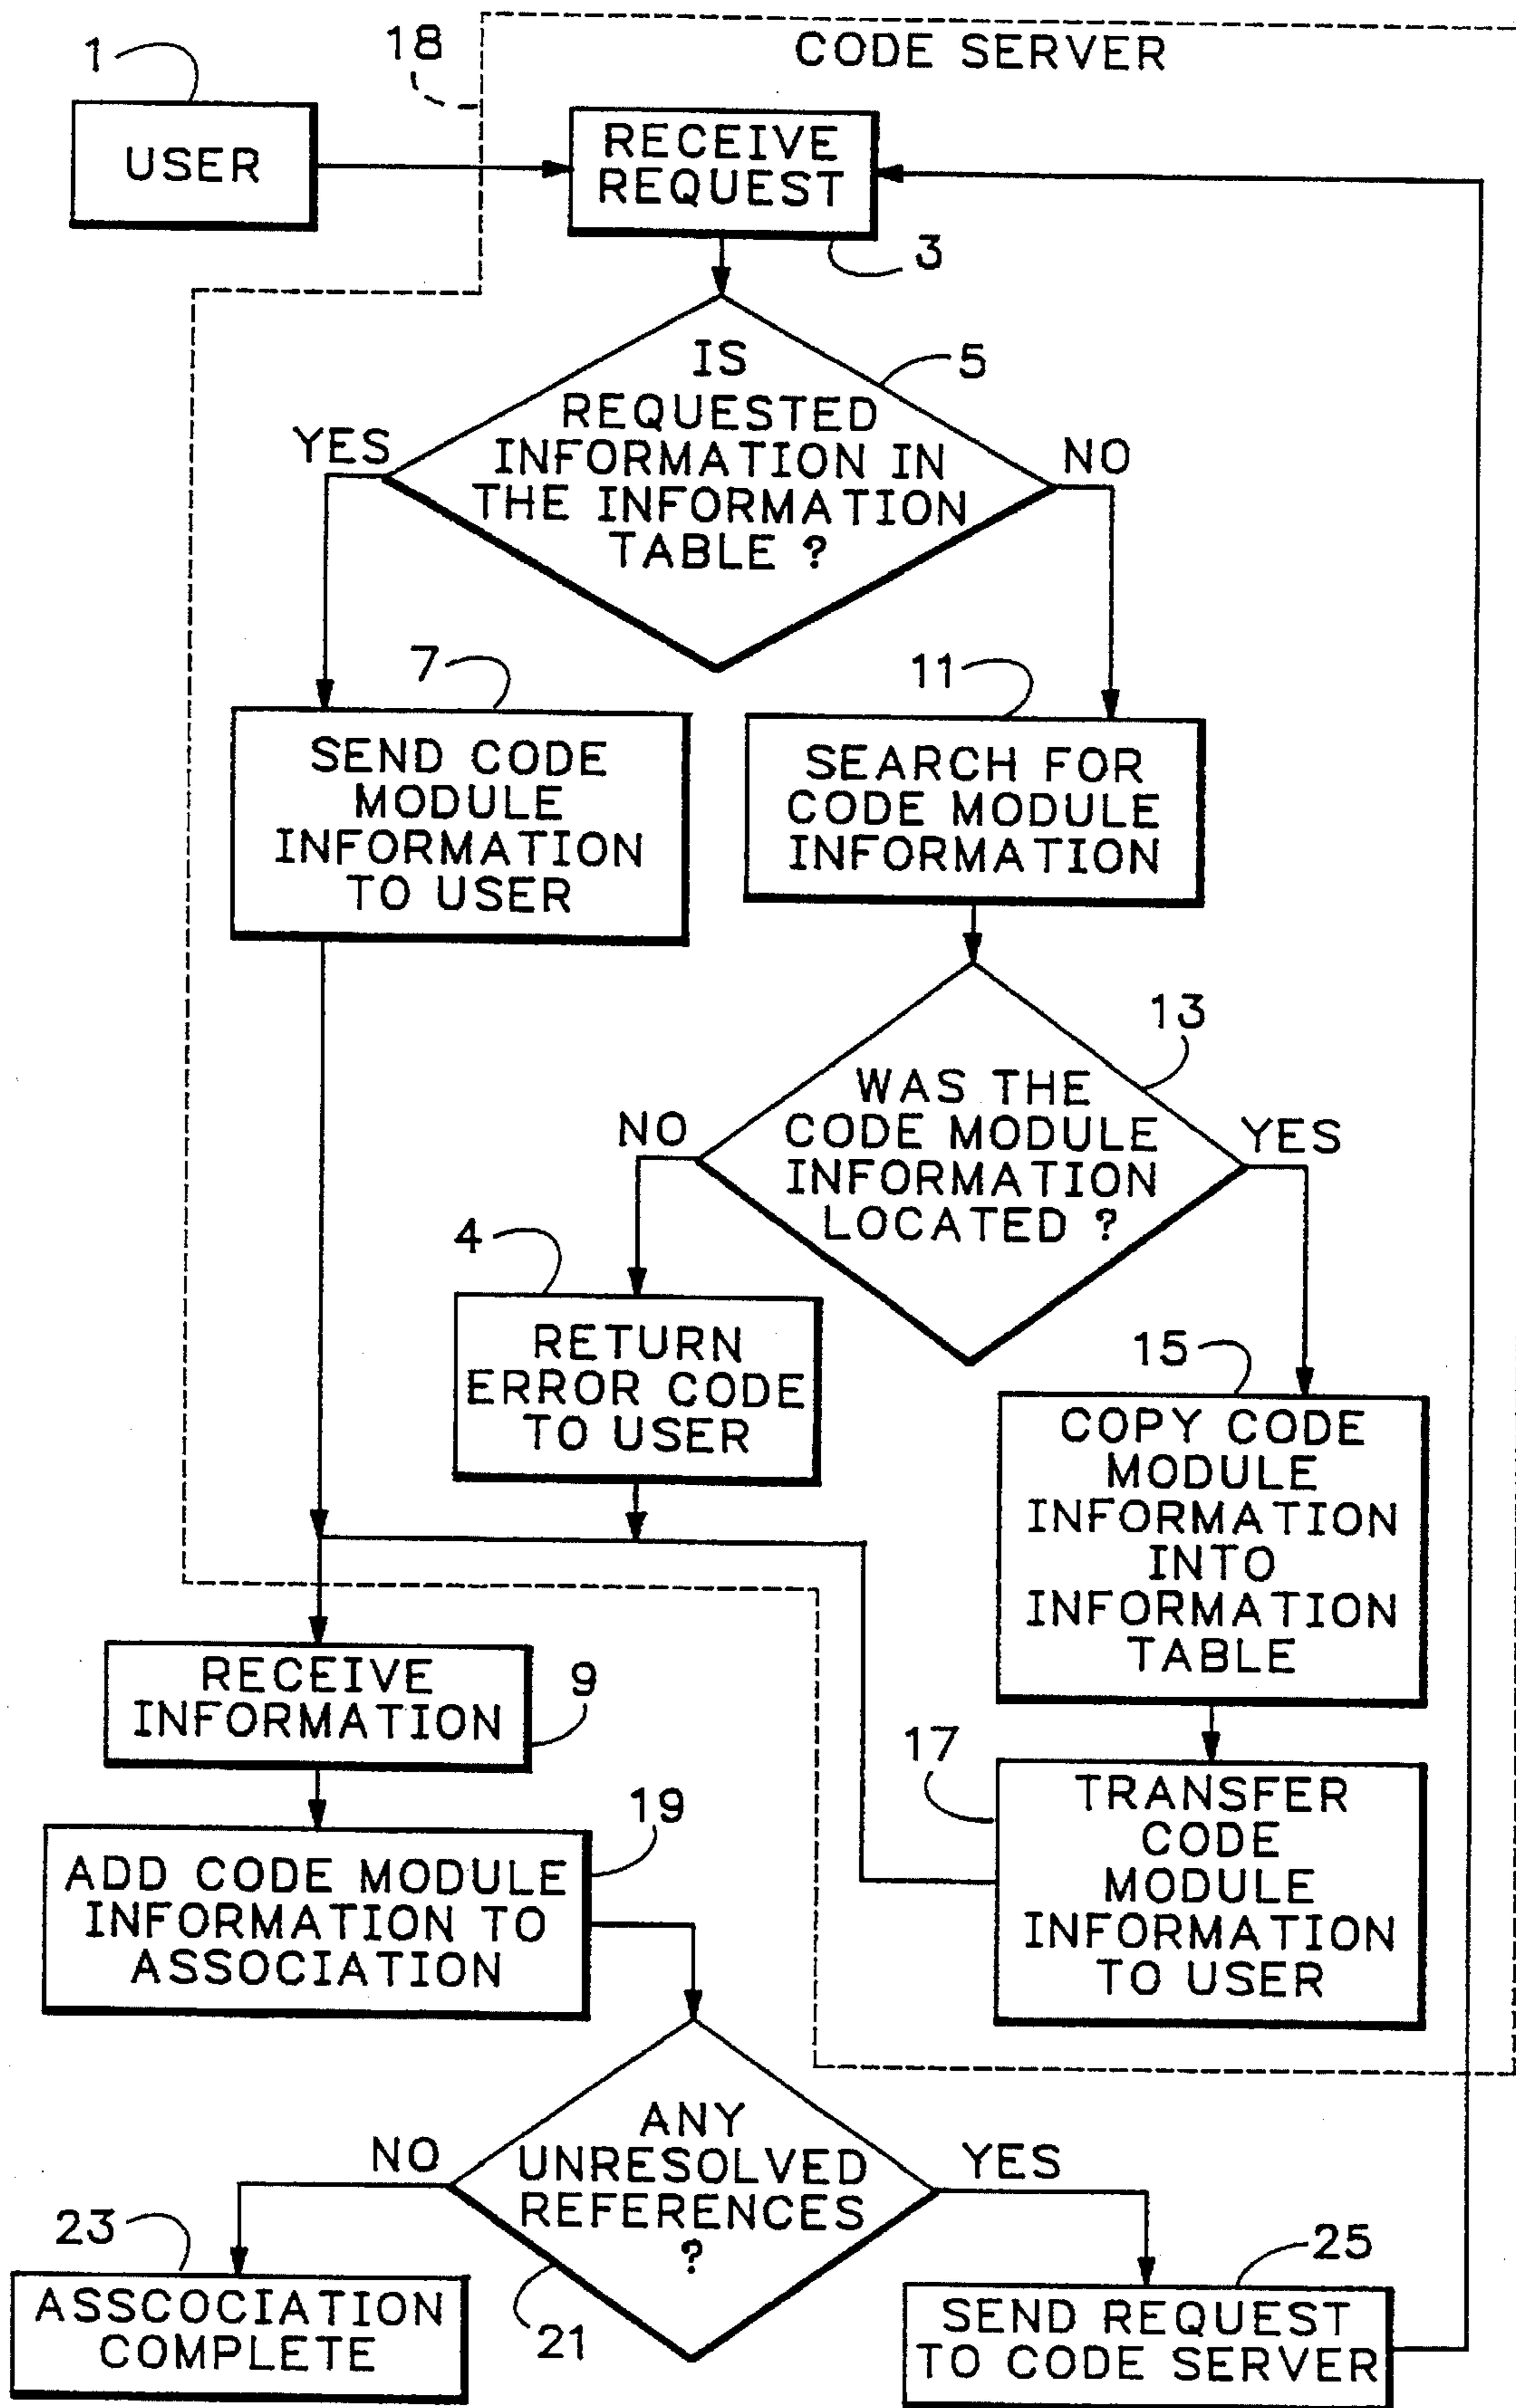 18
CODE SERVER
1
USER
RECEIVE
REQUEST
3
IS
REQUESTED
INFORMATION IN
THE INFORMATION
TABLE ?
5
YES
NO
7
SEND CODE
MODULE
INFORMATION
TO USER
11
SEARCH FOR
CODE MODULE
INFORMATION
13
WAS THE
CODE MODULE
INFORMATION
LOCATED ?
NO
YES
4
RETURN
ERROR CODE
TO USER
15
COPY CODE
MODULE
INFORMATION
INTO
INFORMATION
TABLE
RECEIVE
INFORMATION
9
17
TRANSFER
CODE
MODULE
INFORMATION
TO USER
19
ADD CODE MODULE
INFORMATION TO
ASSOCIATION
ANY
UNRESOLVED
REFERENCES
?
NO
YES
21
23
ASSCOCIATION
COMPLETE
25
SEND REQUEST
TO CODE SERVER